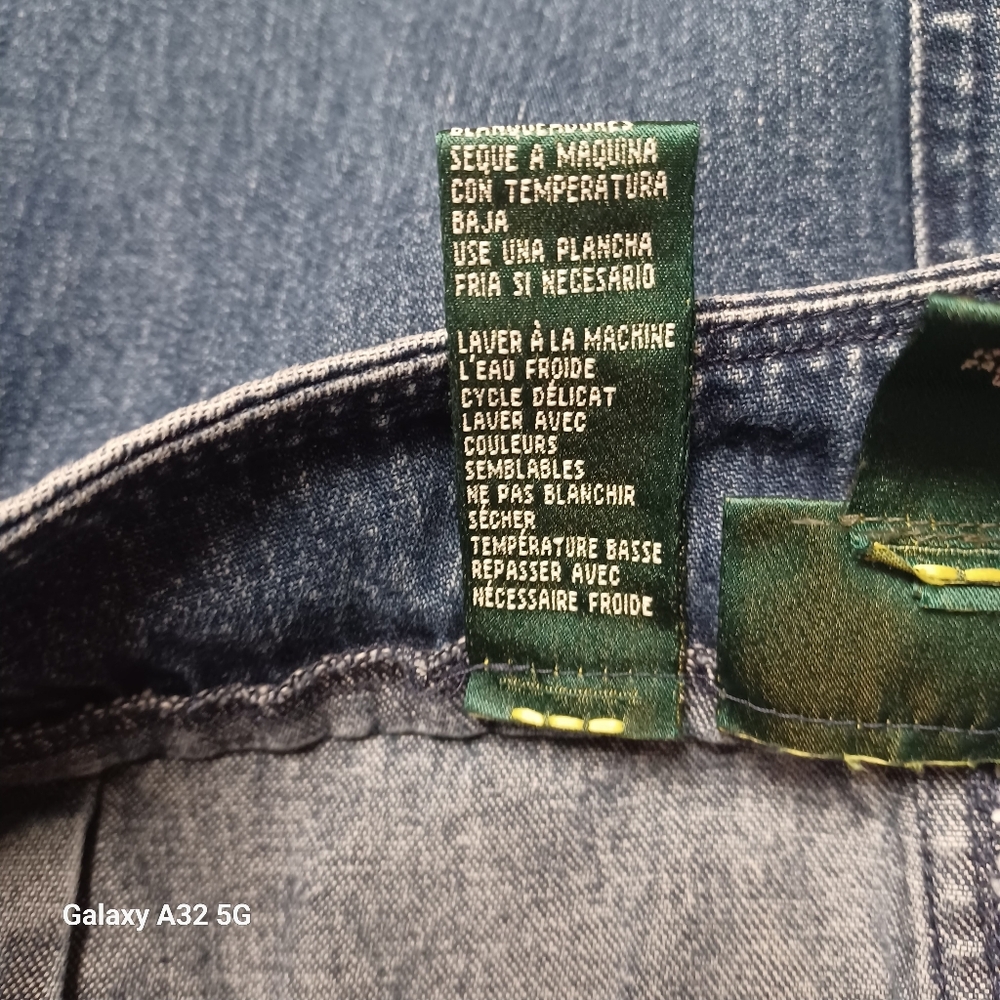 BLANQUEADORES
SEQUE A MAQUINA
CON TEMPERATURA
BAJA
USE UNA PLANCHA
FRIA SI NECESARIO
LAVER À LA MACHINE
L'EAU FROIDE
CYCLE DÉLICAT
LAVER AVEC
COULEURS
SEMBLABLES
NE PAS BLANCHIR
SÉCHER
TEMPÉRATURE BASSE
REPASSER AVEC
NÉCESSAIRE FROIDE
Galaxy A32 5G